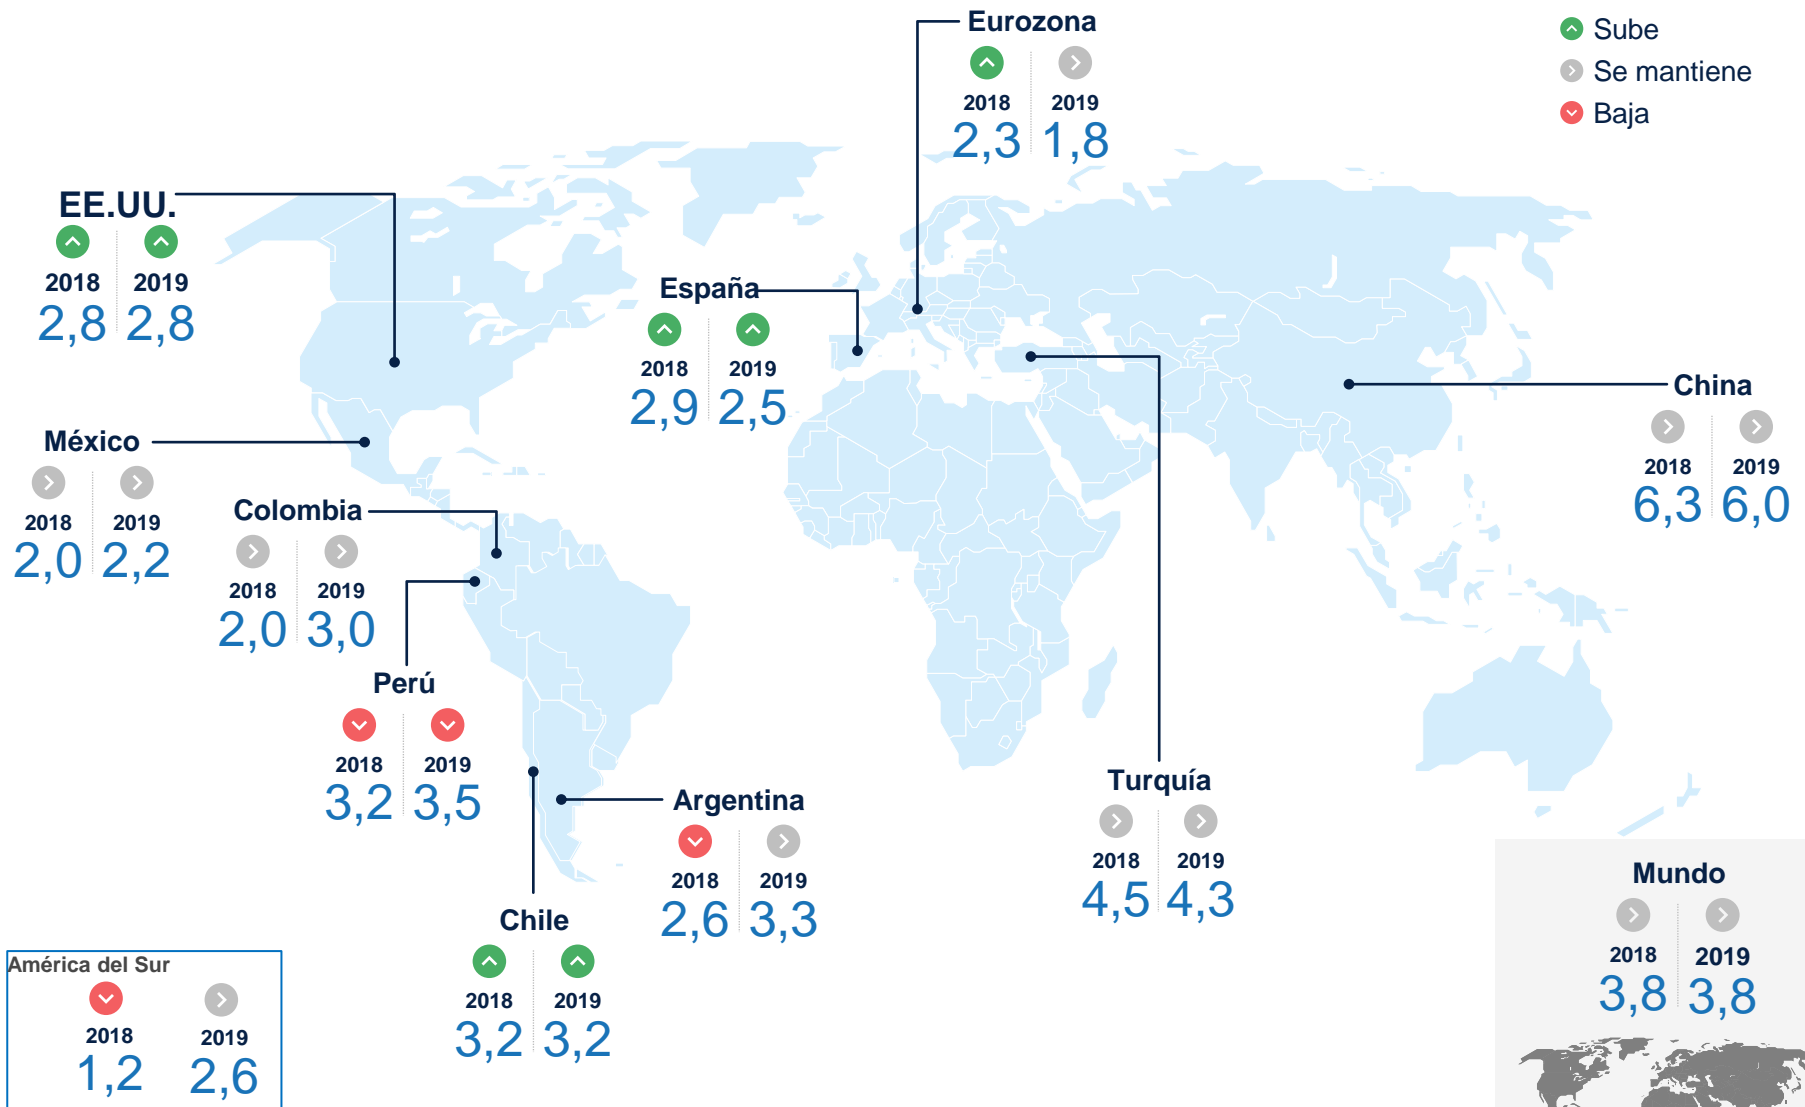 Eurozona
2018 2019
2,3 1,8
Sube
Se mantiene
Baja
EE.UU.
2018 2019
2,8 2,8
España
2018 2019
2,9 2,5
China
2018 2019
6,3 6,0
México
2018 2019
2,0 2,2
Colombia
2018 2019
2,0 3,0
Perú
2018 2019
3,2 3,5
Argentina
2018 2019
2,6 3,3
Turquía
2018 2019
4,5 4,3
Chile
2018 2019
3,2 3,2
América del Sur
2018 2019
1,2 2,6
Mundo
2018 2019
3,8 3,8